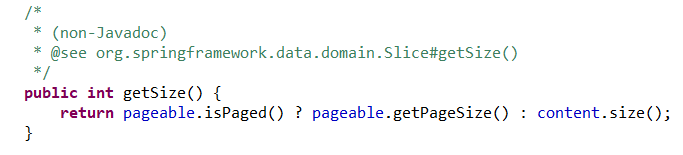 /*
 * (non-Javadoc)
 * @see org.springframework.data.domain.Slice#getSize()
 */
public int getSize() {
    return pageable.isPaged() ? pageable.getPageSize() : content.size();
}